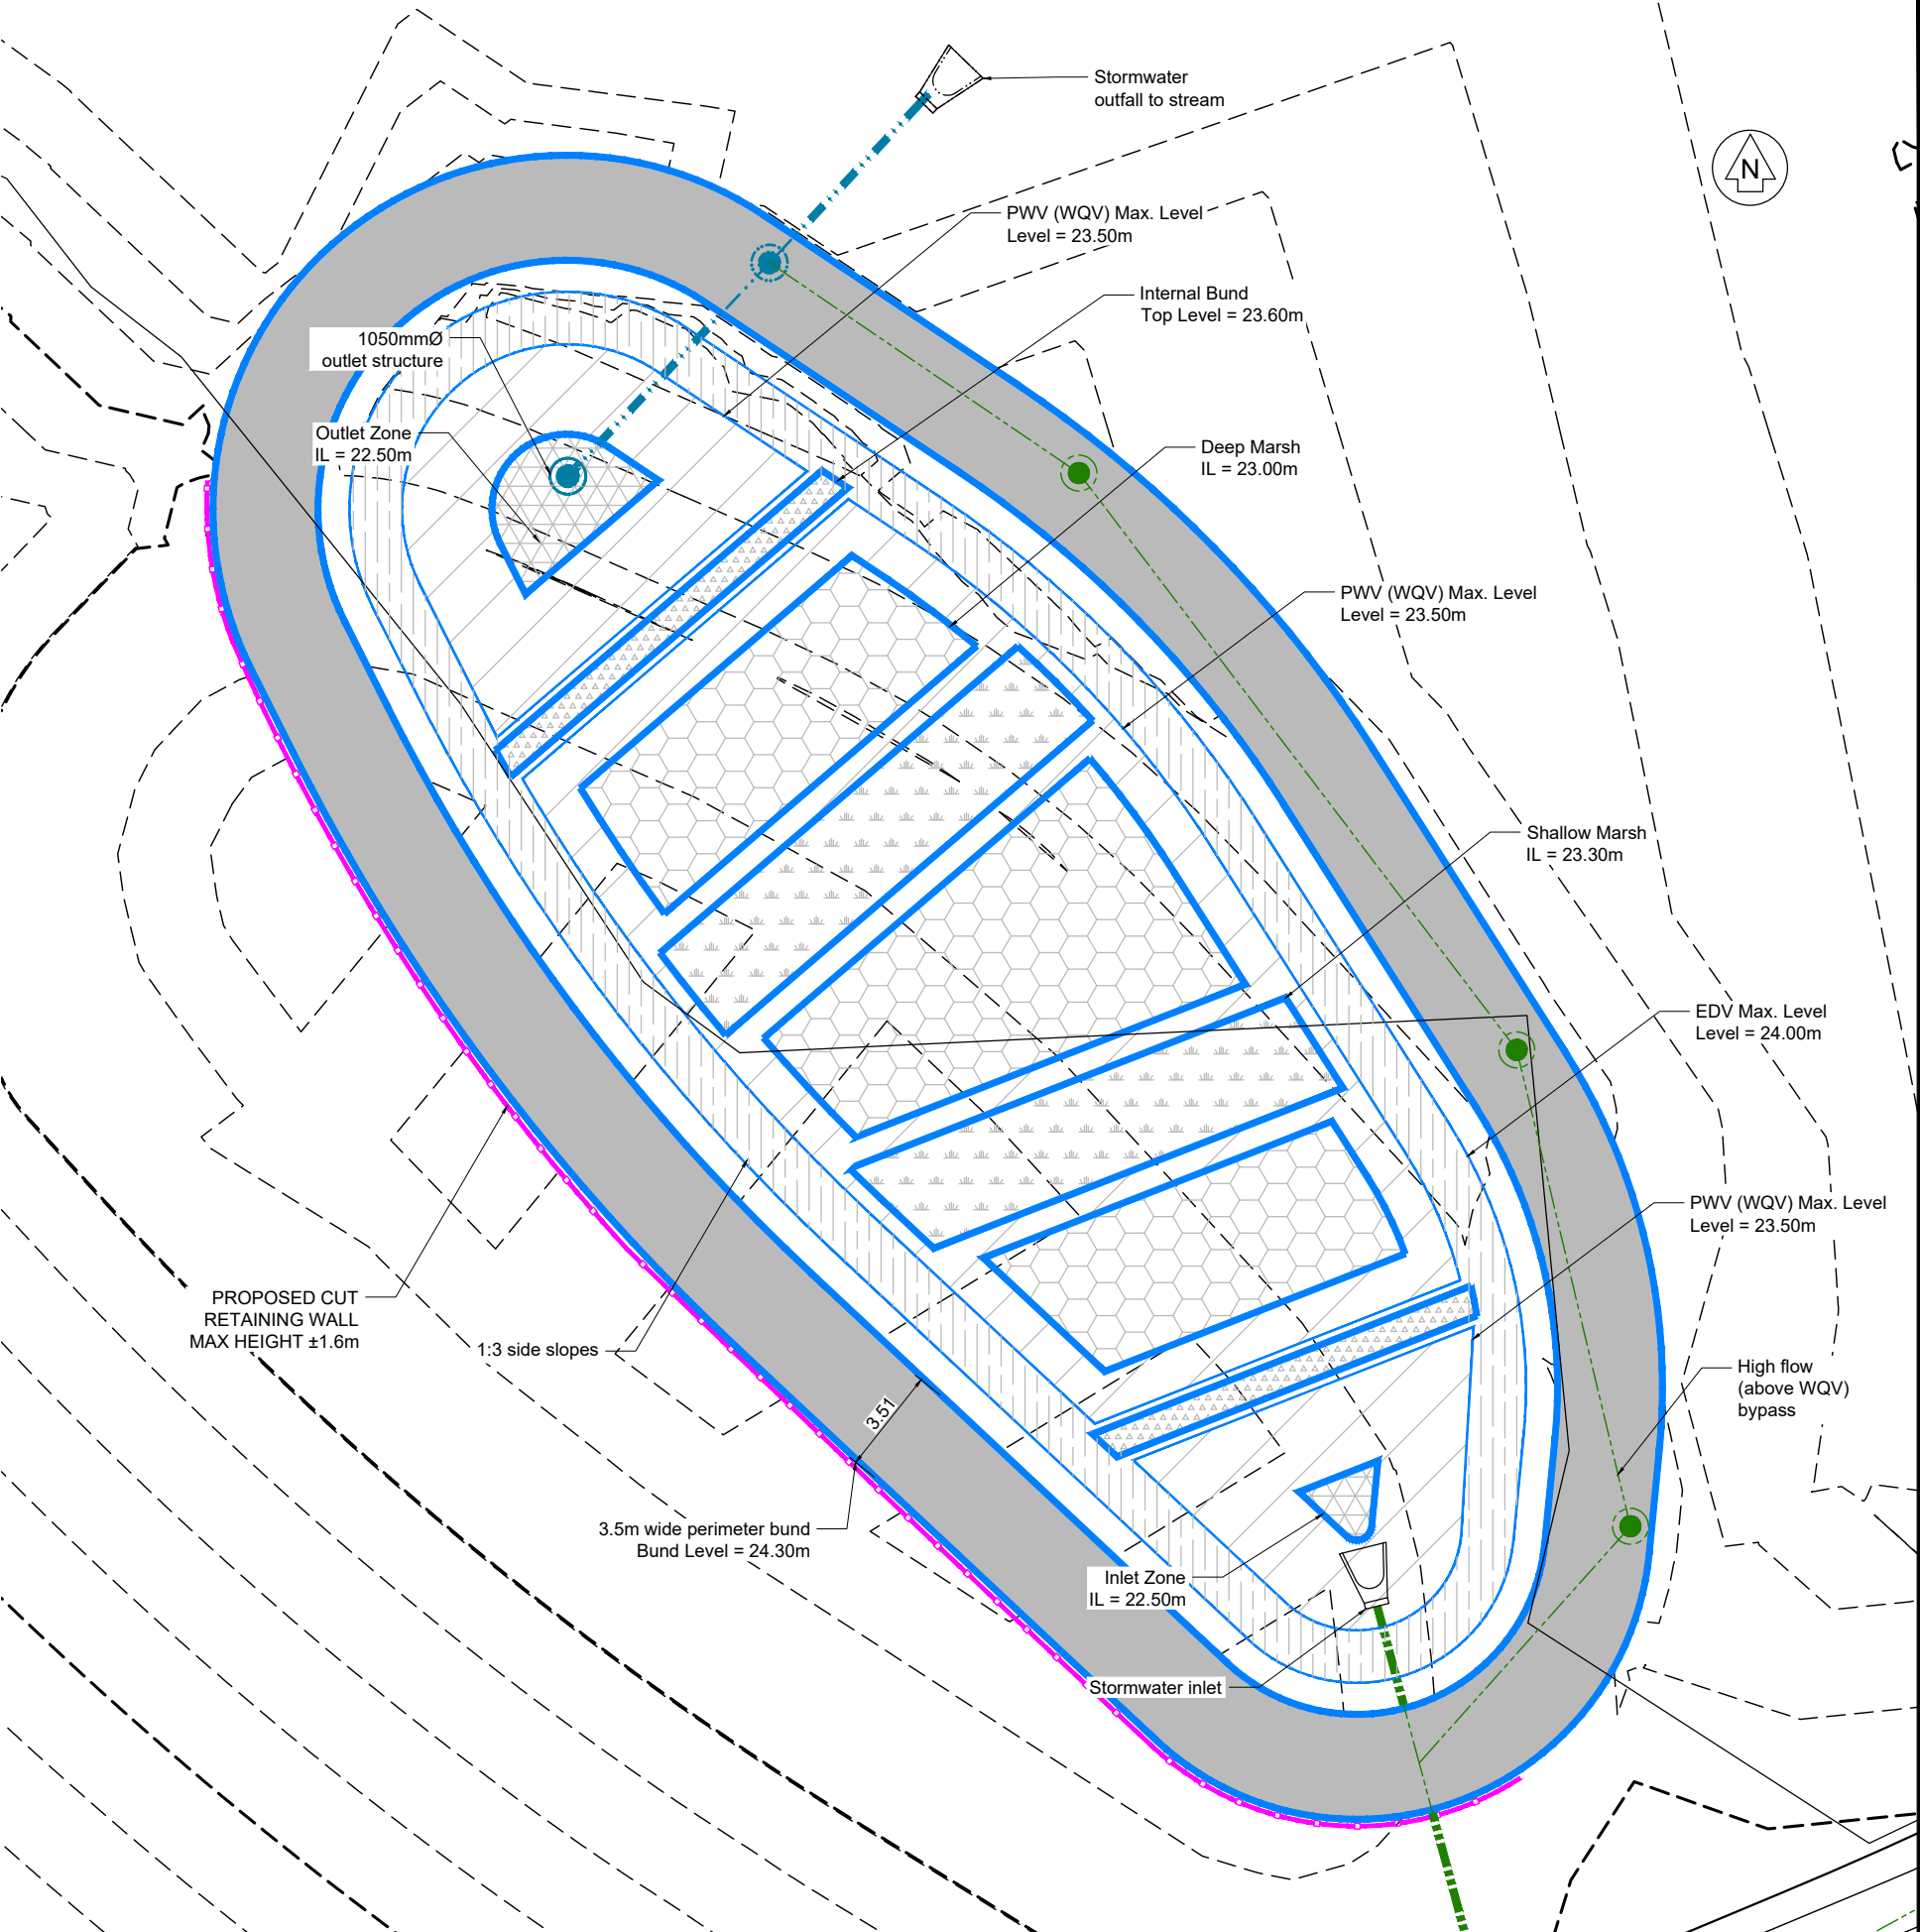 Stormwater
outfall to stream
N
PWV (WQV) Max. Level
Level = 23.50m
Internal Bund
Top Level = 23.60m
1050mmØ
outlet structure
Outlet Zone
IL = 22.50m
Deep Marsh
IL = 23.00m
PWV (WQV) Max. Level
Level = 23.50m
Shallow Marsh
IL = 23.30m
EDV Max. Level
Level = 24.00m
PWV (WQV) Max. Level
Level = 23.50m
PROPOSED CUT
RETAINING WALL
MAX HEIGHT ±1.6m
1:3 side slopes
High flow
(above WQV)
bypass
3.51
3.5m wide perimeter bund
Bund Level = 24.30m
Inlet Zone
IL = 22.50m
Stormwater inlet